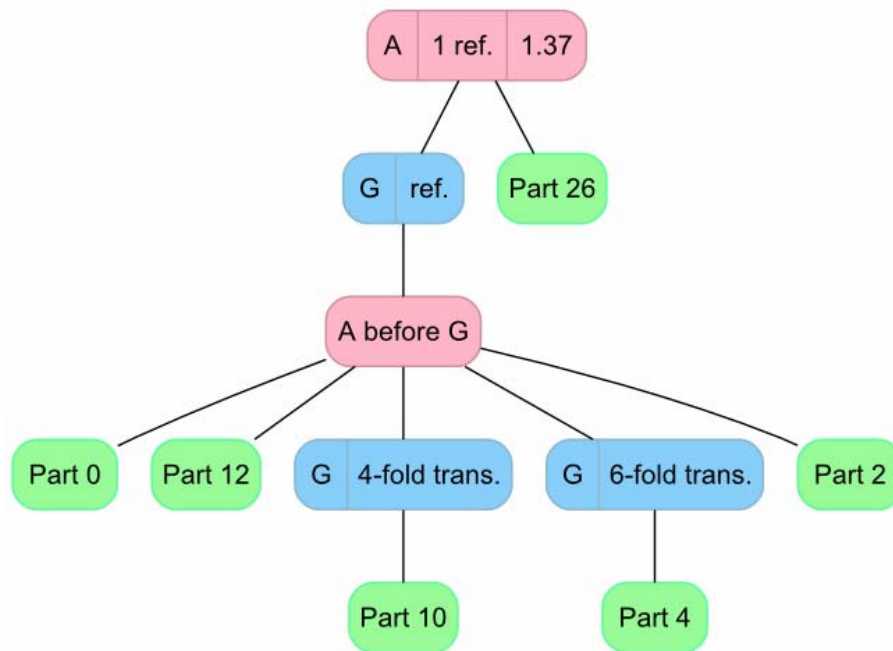 A 1 ref. 1.37
G ref. Part 26
A before G
Part 0 Part 12 G 4-fold trans. G 6-fold trans. Part 2
Part 10 Part 4